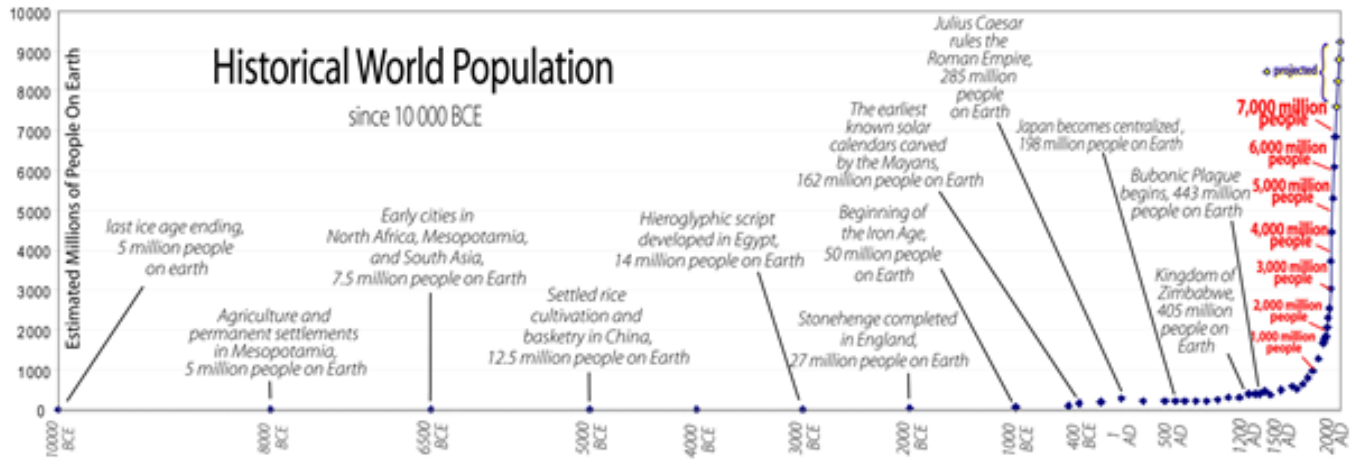 Historical World Population
since 10 000 BCE
Estimated Millions of People On Earth
10000
9000
8000
7000
6000
5000
4000
3000
2000
1000
0
last ice age ending,
5 million people
on earth
Agriculture and
permanent settlements
in Mesopotamia,
5 million people on Earth
Early cities in
North Africa, Mesopotamia,
and South Asia,
7.5 million people on Earth
Settled rice
cultivation and
basketry in China,
12.5 million people on Earth
Hieroglyphic script
developed in Egypt,
14 million people on Earth
Stonehenge completed
in England,
27 million people on Earth
Beginning of
the Iron Age,
50 million people
on Earth
The earliest
known solar
calendars carved
by the Mayans,
162 million people on Earth
Julius Caesar
rules the
Roman Empire,
285 million
people
on Earth
Japan becomes centralized,
198 million people on Earth
Bubonic Plague
begins, 443 million
people on Earth
Kingdom of
Zimbabwe,
405 million
people on
Earth
projected
7,000 million
people
6,000 million
people
5,000 million
people
4,000 million
people
3,000 million
people
2,000 million
people
1,000 million
people
10000
BCE
8000
BCE
6500
BCE
5000
BCE
4000
BCE
3000
BCE
2000
BCE
1000
BCE
400
BCE
1
AD
500
AD
1200
AD
1500
AD
2000
AD